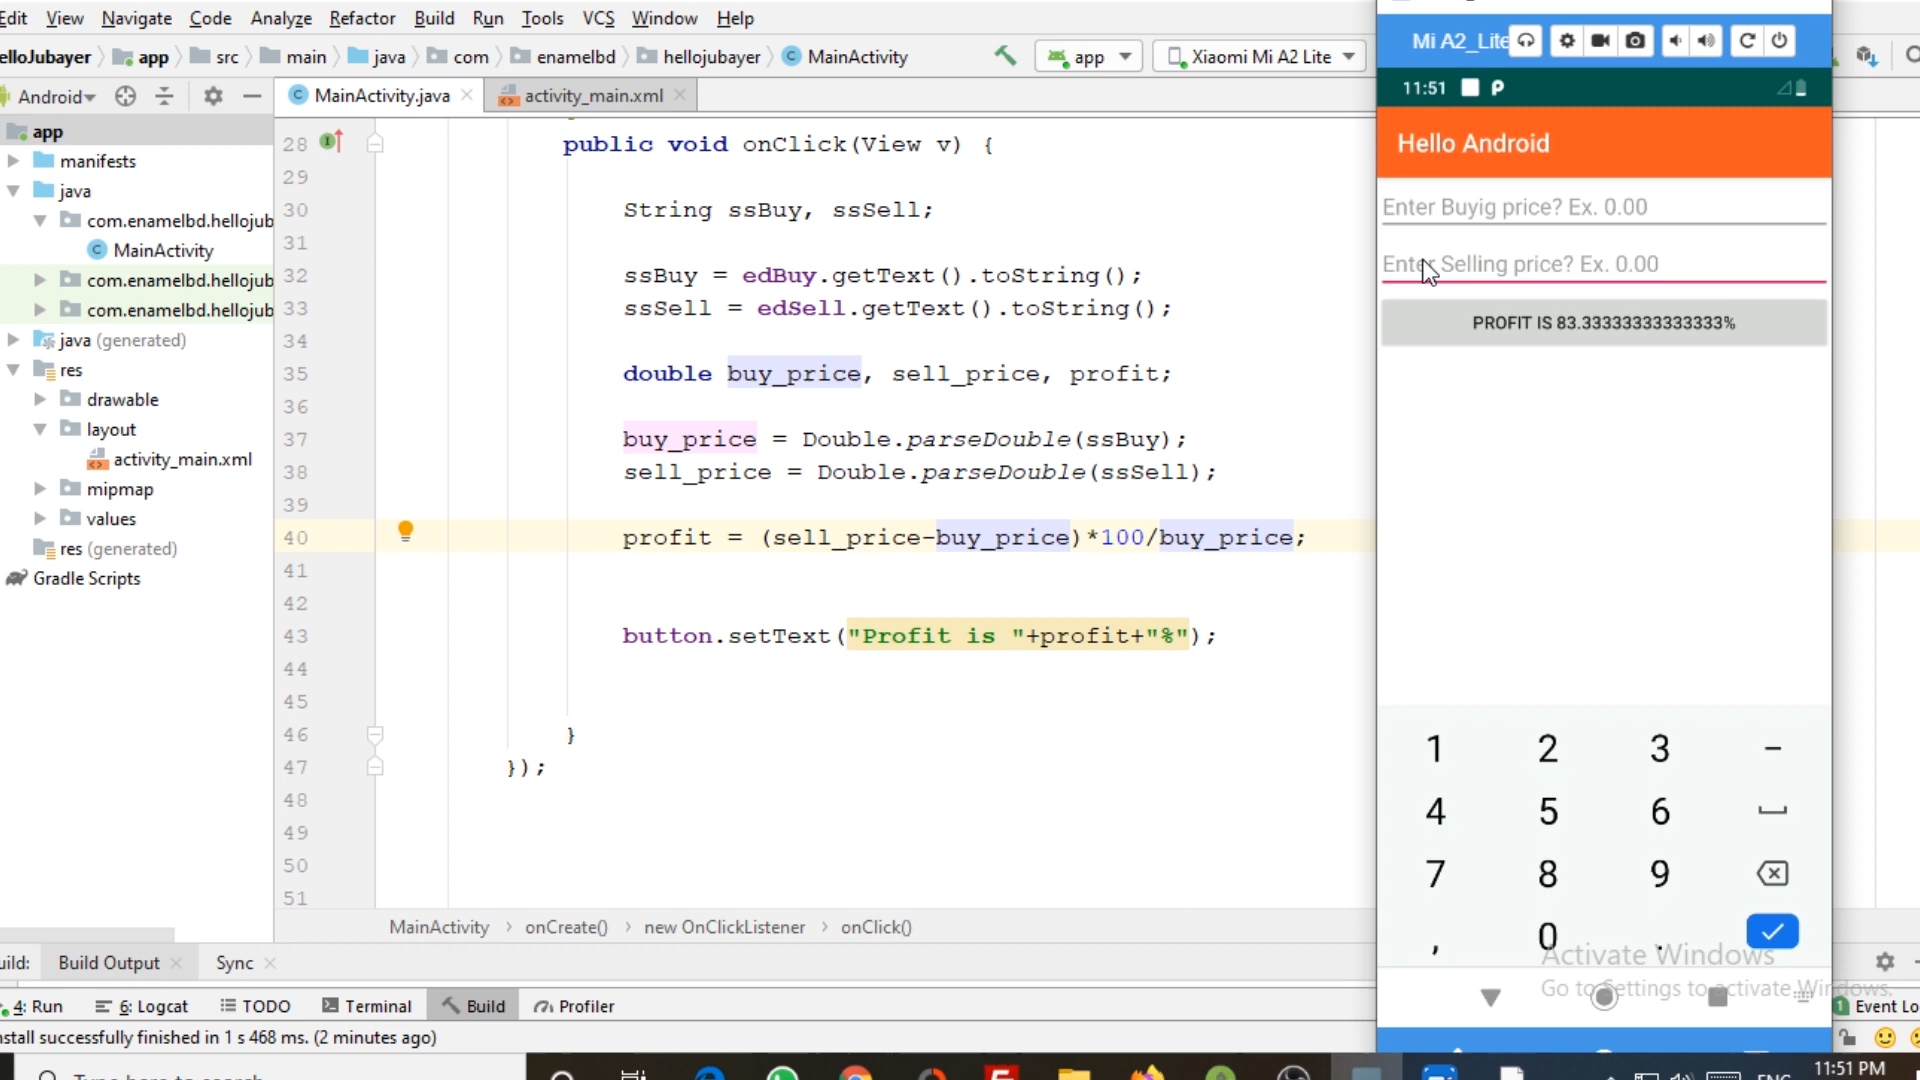 Edit View Navigate Code Analyze Refactor Build Run Tools VCS Window Help
elloJubayer app src main java com enamelbd hellojubayer MainActivity app Xiaomi Mi A2 Lite
Android
MainActivity.java activity_main.xml
app
manifests
java
com.enamelbd.hellojub
MainActivity
com.enamelbd.hellojub
com.enamelbd.hellojub
java (generated)
res
drawable
layout
activity_main.xml
mipmap
values
res (generated)
Gradle Scripts
28 public void onClick(View v) {
29
30 String ssBuy, ssSell;
31
32 ssBuy = edBuy.getText().toString();
33 ssSell = edSell.getText().toString();
34
35 double buy_price, sell_price, profit;
36
37 buy_price = Double.parseDouble(ssBuy);
38 sell_price = Double.parseDouble(ssSell);
39
40 profit = (sell_price-buy_price)*100/buy_price;
41
42
43 button.setText("Profit is "+profit+"%");
44
45
46 }
47 });
48
49
50
51
MainActivity onCreate() new OnClickListener onClick()
uild: Build Output Sync
4: Run 6: Logcat TODO Terminal Build Profiler
nstall successfully finished in 1 s 468 ms. (2 minutes ago)
Mi A2_Lite
11:51 P
Hello Android
Enter Buyig price? Ex. 0.00
Enter Selling price? Ex. 0.00
PROFIT IS 83.33333333333333%
1 2 3 −
4 5 6
7 8 9
, 0 .
Activate Windows
Go to Settings to activate Windows.
1 Event Lo
ENG 11:51 PM